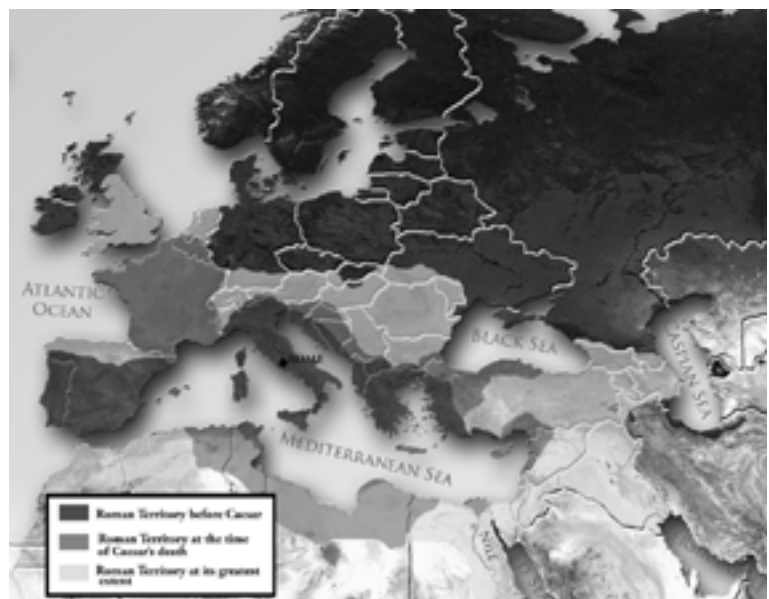 ATLANTIC
OCEAN
BLACK SEA
CASPIAN SEA
ROME
MEDITERRANEAN SEA
NILE
Roman Territory before Caesar
Roman Territory at the time
of Caesar's death
Roman Territory at its greatest
extent